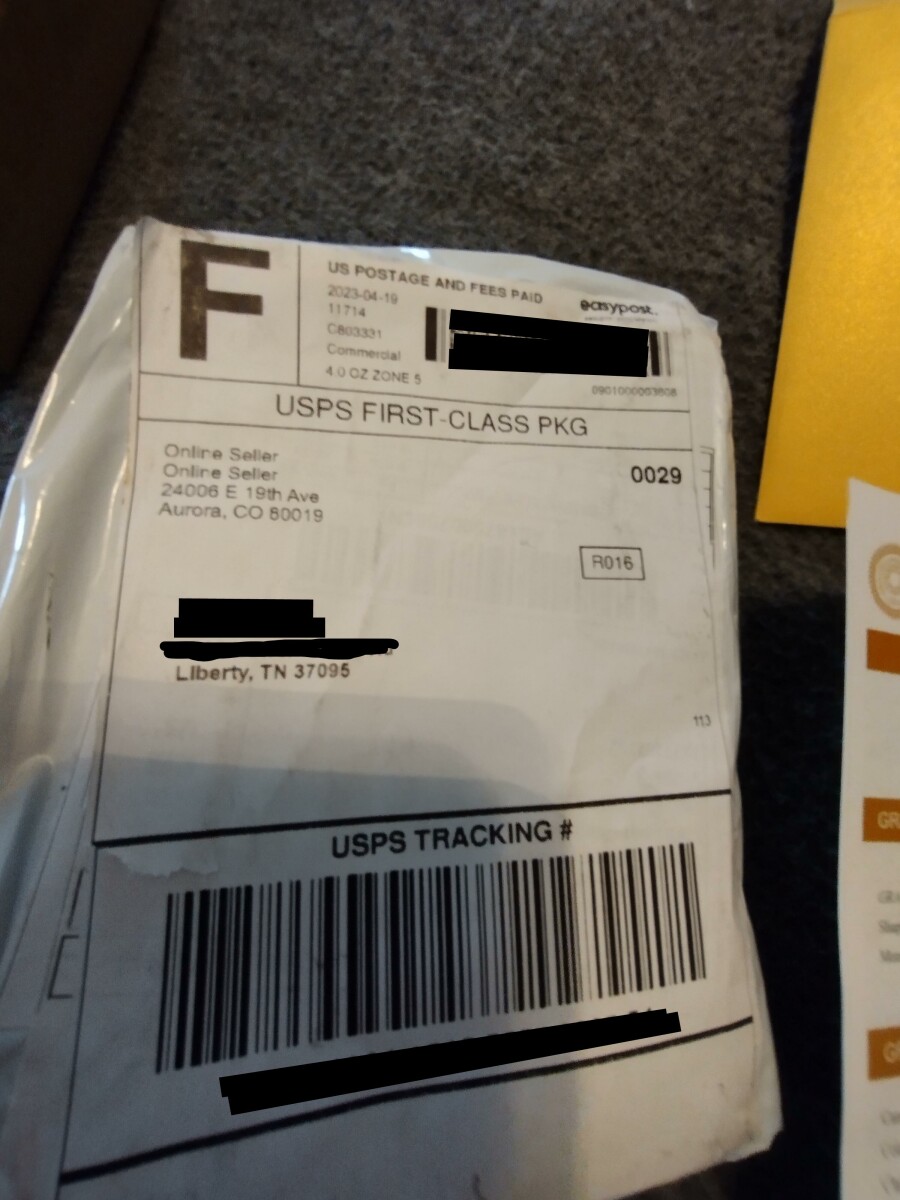 F
US POSTAGE AND FEES PAID
2023-04-19
11714
C803331
Commercial
4.0 OZ ZONE 5
easypost.
0901000003808
USPS FIRST-CLASS PKG
Online Seller
Online Seller
24006 E 19th Ave
Aurora, CO 80019
0029
R016
Liberty, TN 37095
113
USPS TRACKING #
GR